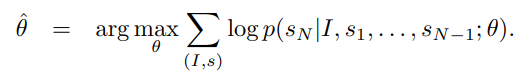 θ̂ = arg max_θ ∑_{(I,s)} log p(s_N|I, s_1, . . . , s_{N−1}; θ).